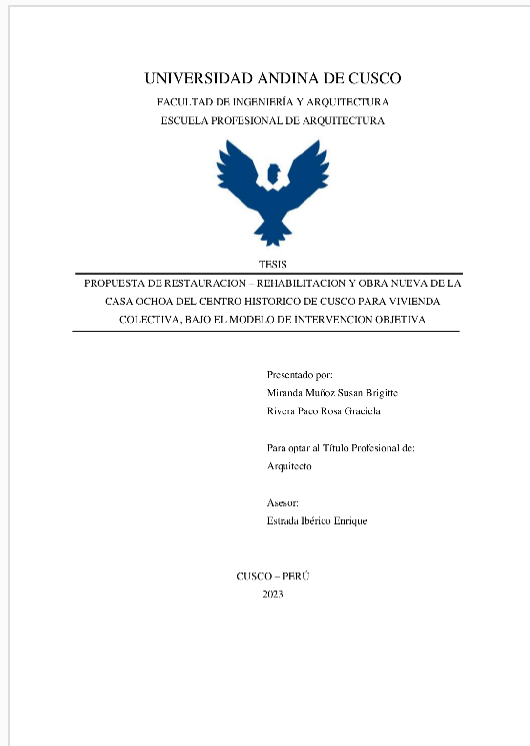 UNIVERSIDAD ANDINA DE CUSCO
FACULTAD DE INGENIERÍA Y ARQUITECTURA
ESCUELA PROFESIONAL DE ARQUITECTURA
TESIS
PROPUESTA DE RESTAURACION – REHABILITACION Y OBRA NUEVA DE LA
CASA OCHOA DEL CENTRO HISTORICO DE CUSCO PARA VIVIENDA
COLECTIVA, BAJO EL MODELO DE INTERVENCION OBJETIVA
Presentado por:
Miranda Muñoz Susan Brigitte
Rivera Paco Rosa Graciela
Para optar al Título Profesional de:
Arquitecto
Asesor:
Estrada Ibérico Enrique
CUSCO – PERÚ
2023